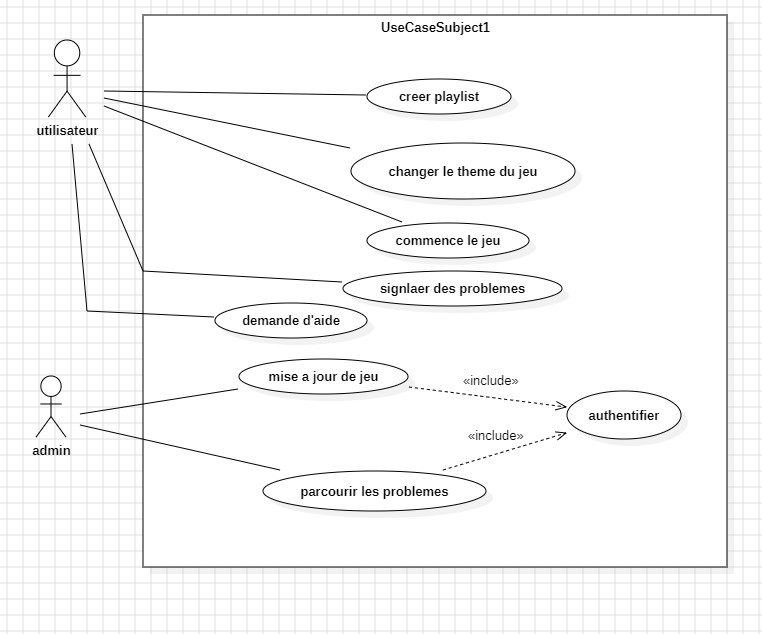 UseCaseSubject1
utilisateur
creer playlist
changer le theme du jeu
commence le jeu
signlaer des problemes
demande d'aide
mise a jour de jeu
«include»
authentifier
«include»
admin
parcourir les problemes